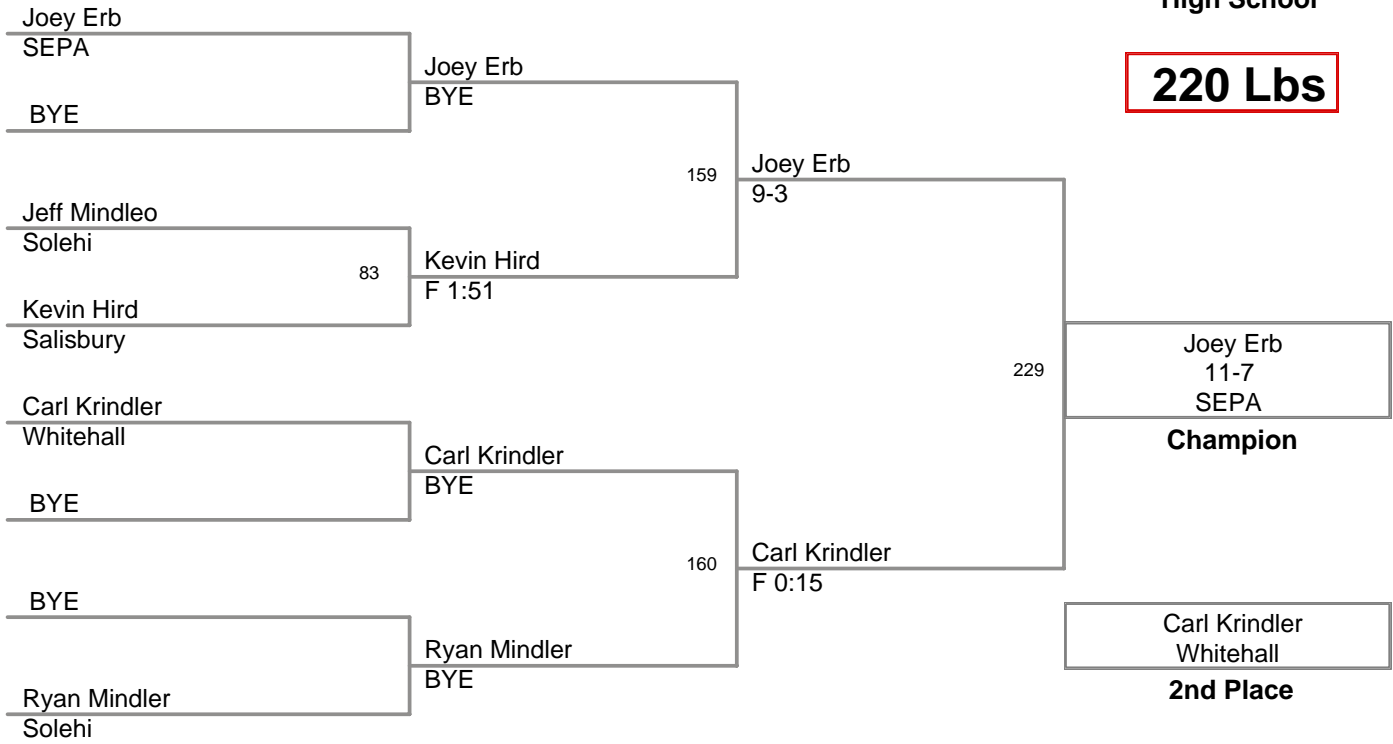 High School
220 Lbs
Joey Erb
SEPA
BYE
Jeff Mindleo
Solehi
83
Kevin Hird
Salisbury
Carl Krindler
Whitehall
BYE
BYE
Ryan Mindler
Solehi
Joey Erb
BYE
159
Kevin Hird
F 1:51
Carl Krindler
BYE
160
Ryan Mindler
BYE
Joey Erb
9-3
229
Carl Krindler
F 0:15
Joey Erb
11-7
SEPA
Champion
Carl Krindler
Whitehall
2nd Place